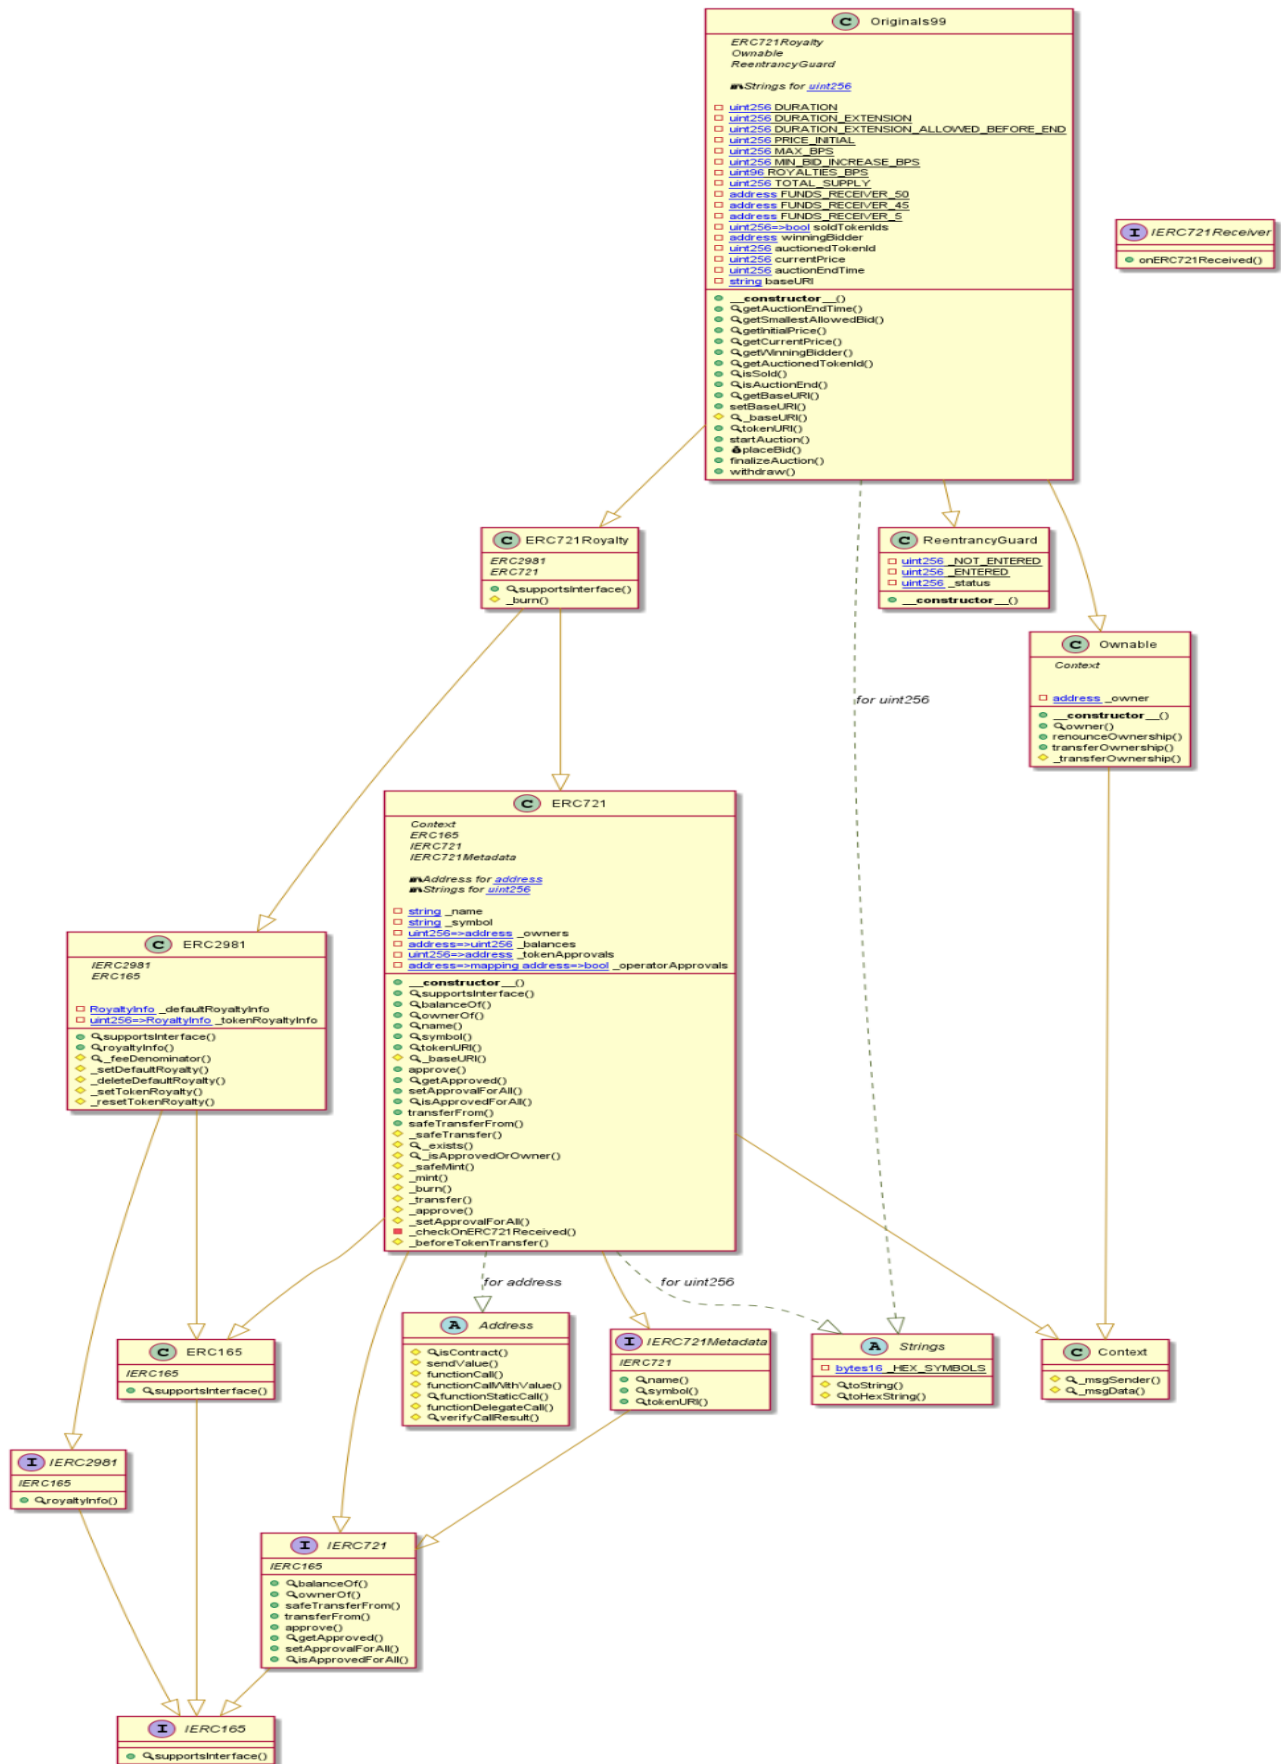 C Originals99
ERC721Royalty
Ownable
ReentrancyGuard
Strings for uint256
uint256 DURATION
uint256 DURATION_EXTENSION
uint256 DURATION_EXTENSION_ALLOWED_BEFORE_END
uint256 PRICE_INITIAL
uint256 MAX_BPS
uint256 MIN_BID_INCREASE_BPS
uint96 ROYALTIES_BPS
uint256 TOTAL_SUPPLY
address FUNDS_RECEIVER_50
address FUNDS_RECEIVER_45
address FUNDS_RECEIVER_5
uint256=>bool soldTokenIds
address winningBidder
uint256 auctionedTokenId
uint256 currentPrice
uint256 auctionEndTime
string baseURI
__constructor__()
getAuctionEndTime()
getSmallestAllowedBid()
getInitialPrice()
getCurrentPrice()
getWinningBidder()
getAuctionedTokenId()
isSold()
isAuctionEnd()
getBaseURI()
setBaseURI()
_baseURI()
tokenURI()
startAuction()
placeBid()
finalizeAuction()
withdraw()
I IERC721Receiver
onERC721Received()
C ERC721Royalty
ERC2981
ERC721
supportsInterface()
_burn()
C ReentrancyGuard
uint256 _NOT_ENTERED
uint256 _ENTERED
uint256 _status
__constructor__()
C Ownable
Context
address _owner
__constructor__()
owner()
renounceOwnership()
transferOwnership()
_transferOwnership()
for uint256
C ERC721
Context
ERC165
IERC721
IERC721Metadata
Address for address
Strings for uint256
string _name
string _symbol
uint256=>address _owners
address=>uint256 _balances
uint256=>address _tokenApprovals
address=>mapping address=>bool _operatorApprovals
__constructor__()
supportsInterface()
balanceOf()
ownerOf()
name()
symbol()
tokenURI()
_baseURI()
approve()
getApproved()
setApprovalForAll()
isApprovedForAll()
transferFrom()
safeTransferFrom()
_safeTransfer()
_exists()
_isApprovedOrOwner()
_safeMint()
_mint()
_burn()
_transfer()
_approve()
_setApprovalForAll()
_checkOnERC721Received()
_beforeTokenTransfer()
C ERC2981
IERC2981
ERC165
RoyaltyInfo _defaultRoyaltyInfo
uint256=>RoyaltyInfo _tokenRoyaltyInfo
supportsInterface()
royaltyInfo()
_feeDenominator()
_setDefaultRoyalty()
_deleteDefaultRoyalty()
_setTokenRoyalty()
_resetTokenRoyalty()
for address
for uint256
C ERC165
IERC165
supportsInterface()
A Address
isContract()
sendValue()
functionCall()
functionCallWithValue()
functionStaticCall()
functionDelegateCall()
verifyCallResult()
I IERC721Metadata
IERC721
name()
symbol()
tokenURI()
A Strings
bytes16 _HEX_SYMBOLS
toString()
toHexString()
C Context
_msgSender()
_msgData()
I IERC2981
IERC165
royaltyInfo()
I IERC721
IERC165
balanceOf()
ownerOf()
safeTransferFrom()
transferFrom()
approve()
getApproved()
setApprovalForAll()
isApprovedForAll()
I IERC165
supportsInterface()